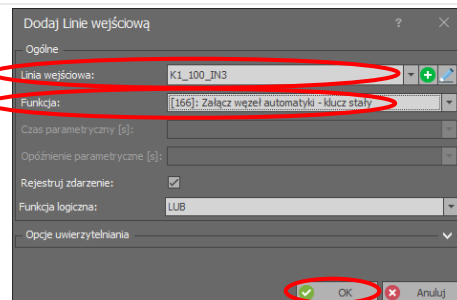 Dodaj Linie wejściową ? ×
Ogólne
Linia wejściowa: K1_100_IN3
Funkcja: [166]: Załącz węzeł automatyki - klucz stały
Czas parametryczny [s]:
Opóźnienie parametryczne [s]:
Rejestruj zdarzenie:
Funkcja logiczna: LUB
Opcje uwierzytelniania
OK Anuluj